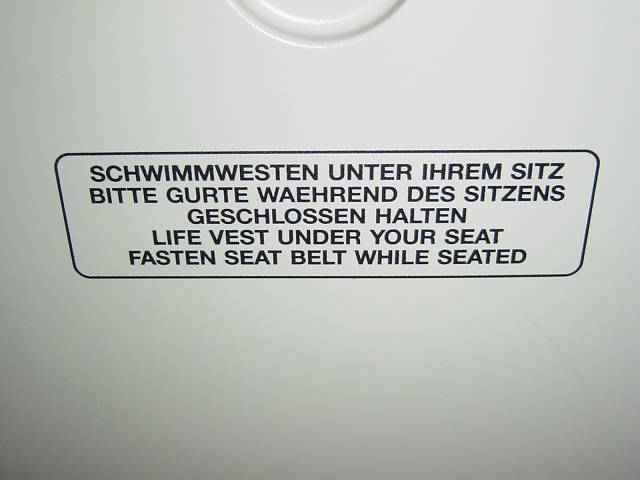 SCHWIMMWESTEN UNTER IHREM SITZ
BITTE GURTE WAEHREND DES SITZENS
GESCHLOSSEN HALTEN
LIFE VEST UNDER YOUR SEAT
FASTEN SEAT BELT WHILE SEATED